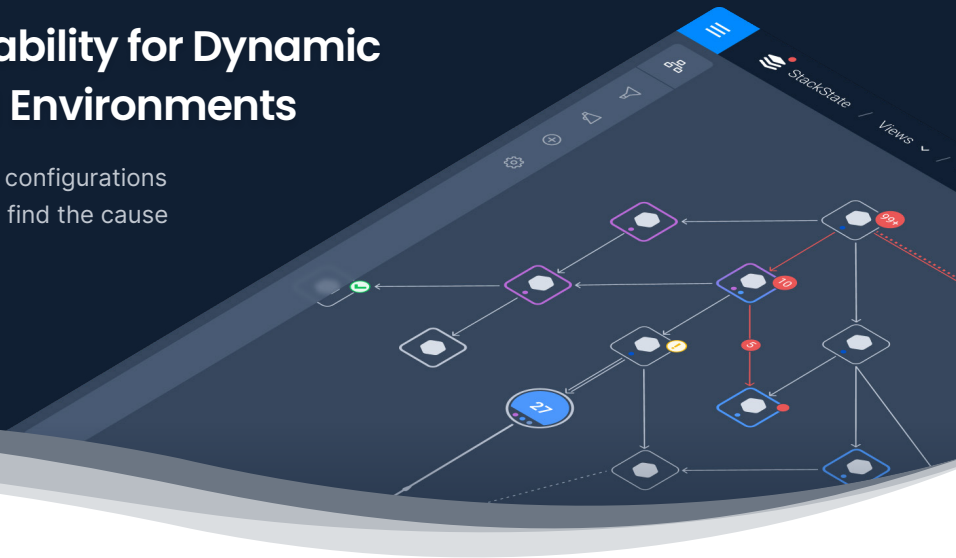 ability for Dynamic
Environments
configurations
find the cause
StackState / Views /
99+
10
!
5
27